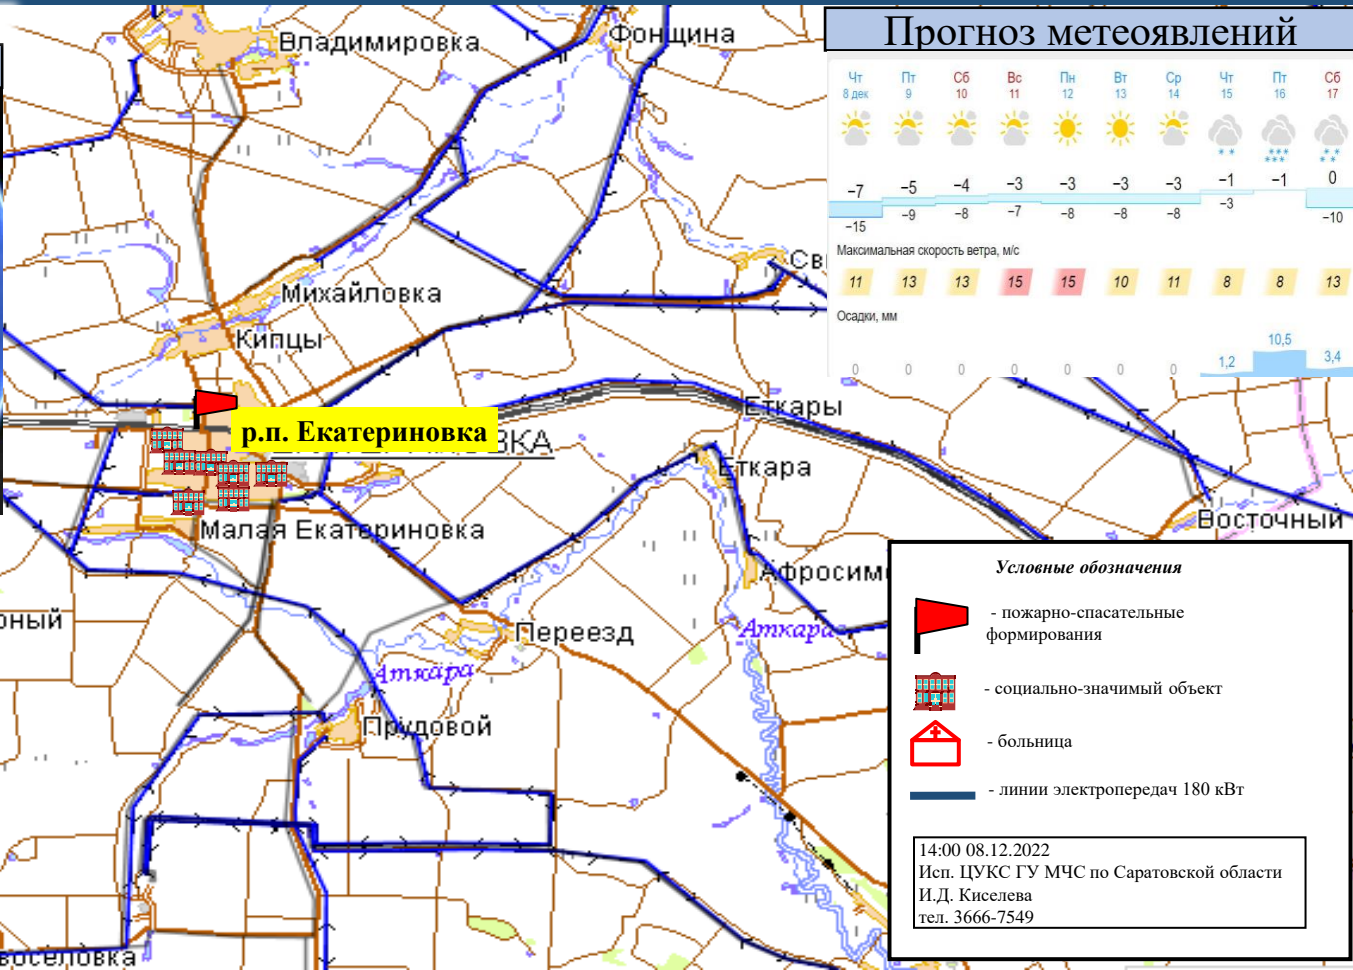 Прогноз метеоявлений
Чт Пт Сб Вс Пн Вт Ср Чт Пт Сб
8 дек 9 10 11 12 13 14 15 16 17
−7 −5 −4 −3 −3 −3 −3 −1 −1 0
−15 −9 −8 −7 −8 −8 −8 −3 −10
Максимальная скорость ветра, м/с
11 13 13 15 15 10 11 8 8 13
Осадки, мм
0 0 0 0 0 0 0 1,2 10,5 3,4
Владимировка
Фонщина
Св
Михайловка
Кипцы
Еткары
р.п. Екатериновка
ВКА
Еткара
Малая Екатериновка
Восточный
Афросим
Переезд
Аткара
Аткара
Прудовой
Условные обозначения
- пожарно-спасательные
формирования
- социально-значимый объект
- больница
- линии электропередач 180 кВт
14:00 08.12.2022
Исп. ЦУКС ГУ МЧС по Саратовской области
И.Д. Киселева
тел. 3666-7549